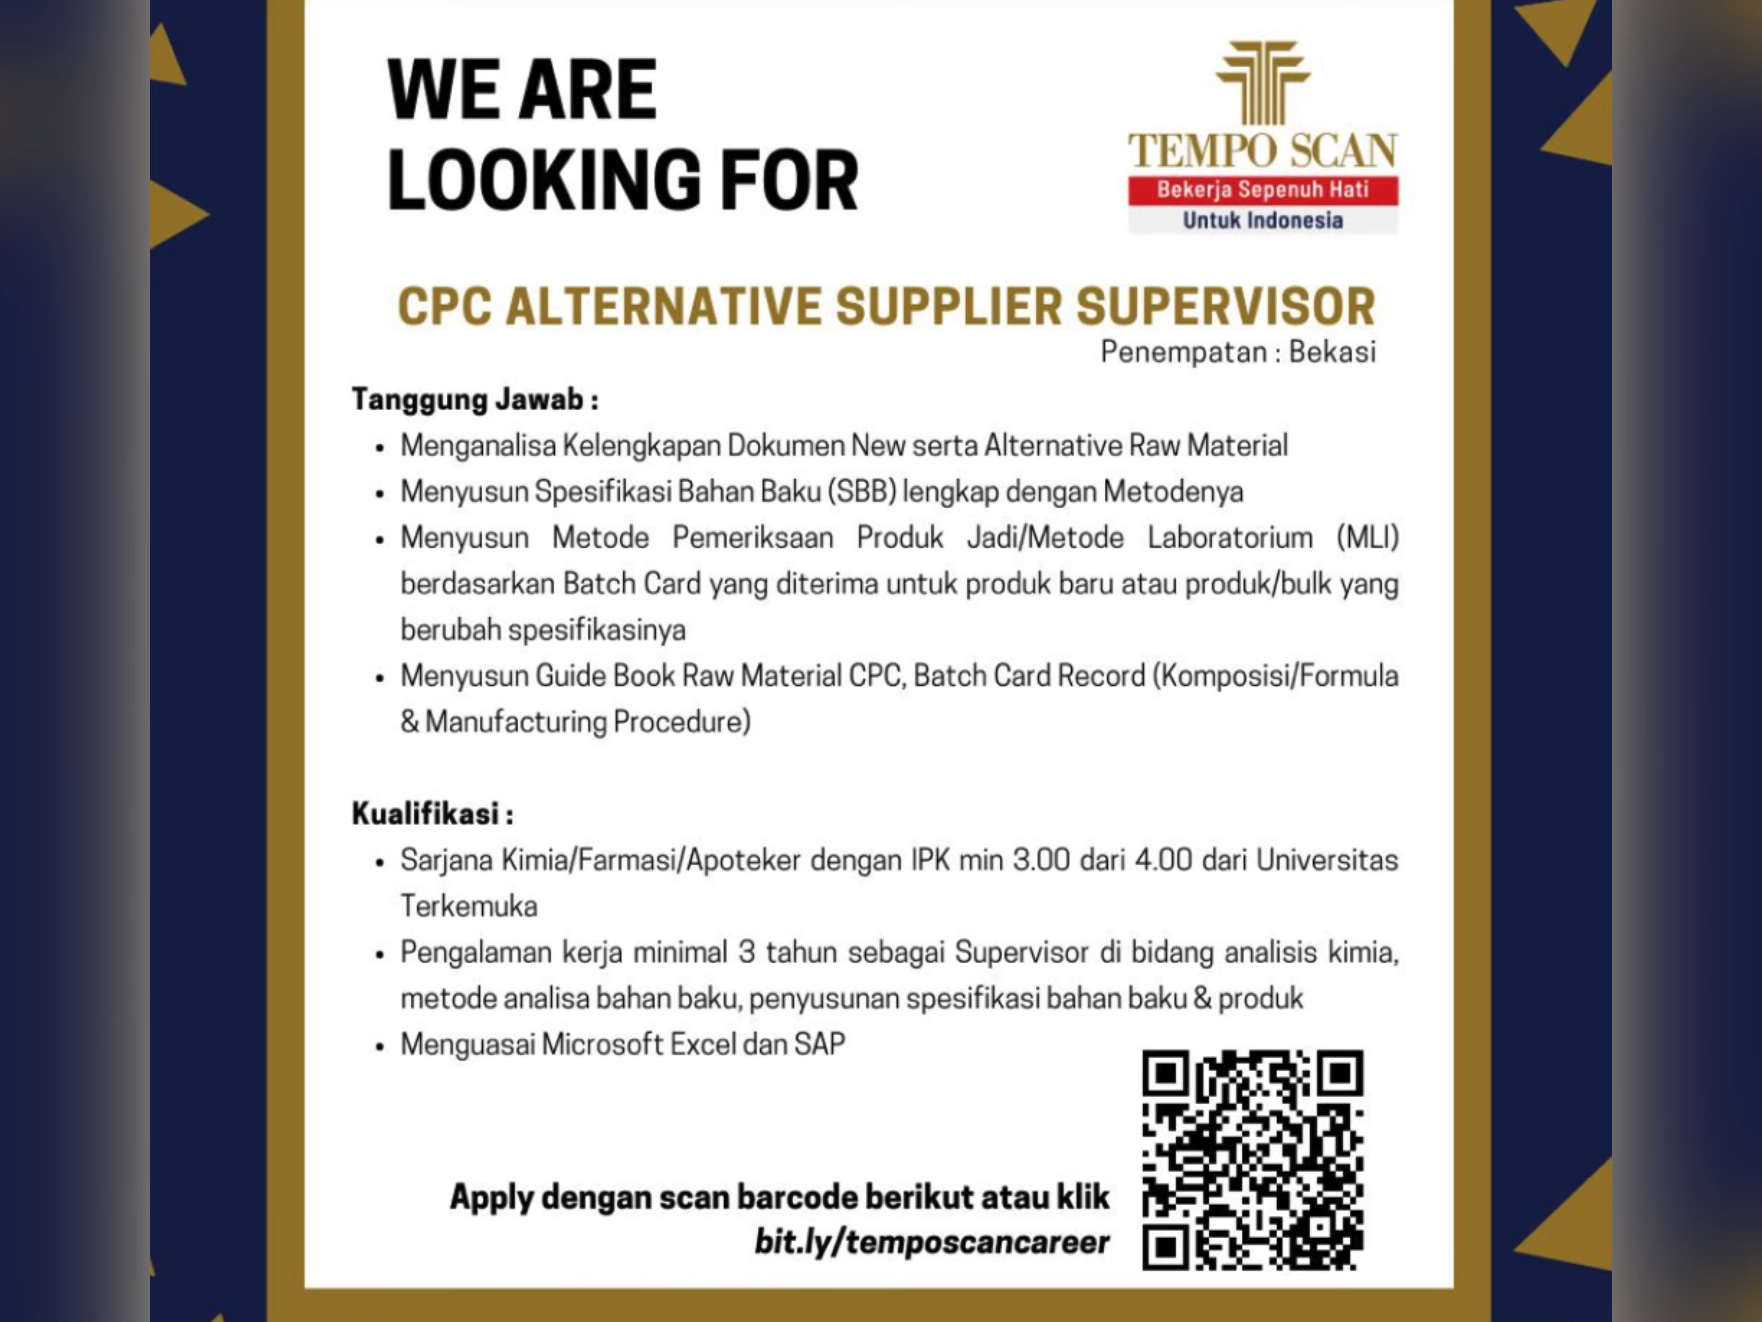 WE ARE
LOOKING FOR
TEMPO SCAN
Bekerja Sepenuh Hati
Untuk Indonesia
CPC ALTERNATIVE SUPPLIER SUPERVISOR
Penempatan : Bekasi
Tanggung Jawab :
• Menganalisa Kelengkapan Dokumen New serta Alternative Raw Material
• Menyusun Spesifikasi Bahan Baku (SBB) lengkap dengan Metodenya
• Menyusun Metode Pemeriksaan Produk Jadi/Metode Laboratorium (MLI)
berdasarkan Batch Card yang diterima untuk produk baru atau produk/bulk yang
berubah spesifikasinya
• Menyusun Guide Book Raw Material CPC, Batch Card Record (Komposisi/Formula
& Manufacturing Procedure)
Kualifikasi :
• Sarjana Kimia/Farmasi/Apoteker dengan IPK min 3.00 dari 4.00 dari Universitas
Terkemuka
• Pengalaman kerja minimal 3 tahun sebagai Supervisor di bidang analisis kimia,
metode analisa bahan baku, penyusunan spesifikasi bahan baku & produk
• Menguasai Microsoft Excel dan SAP
Apply dengan scan barcode berikut atau klik
bit.ly/temposcancareer